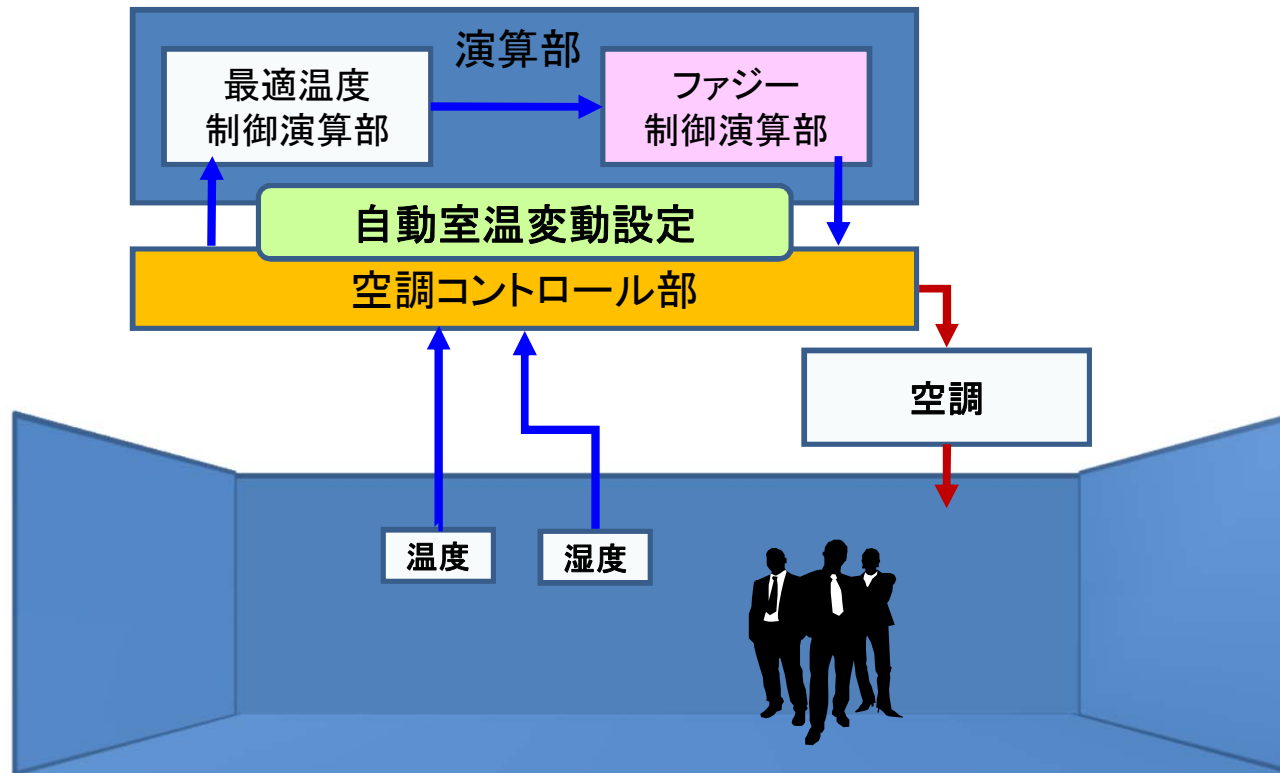 演算部
最適温度
制御演算部
ファジー
制御演算部
自動室温変動設定
空調コントロール部
空調
温度
湿度